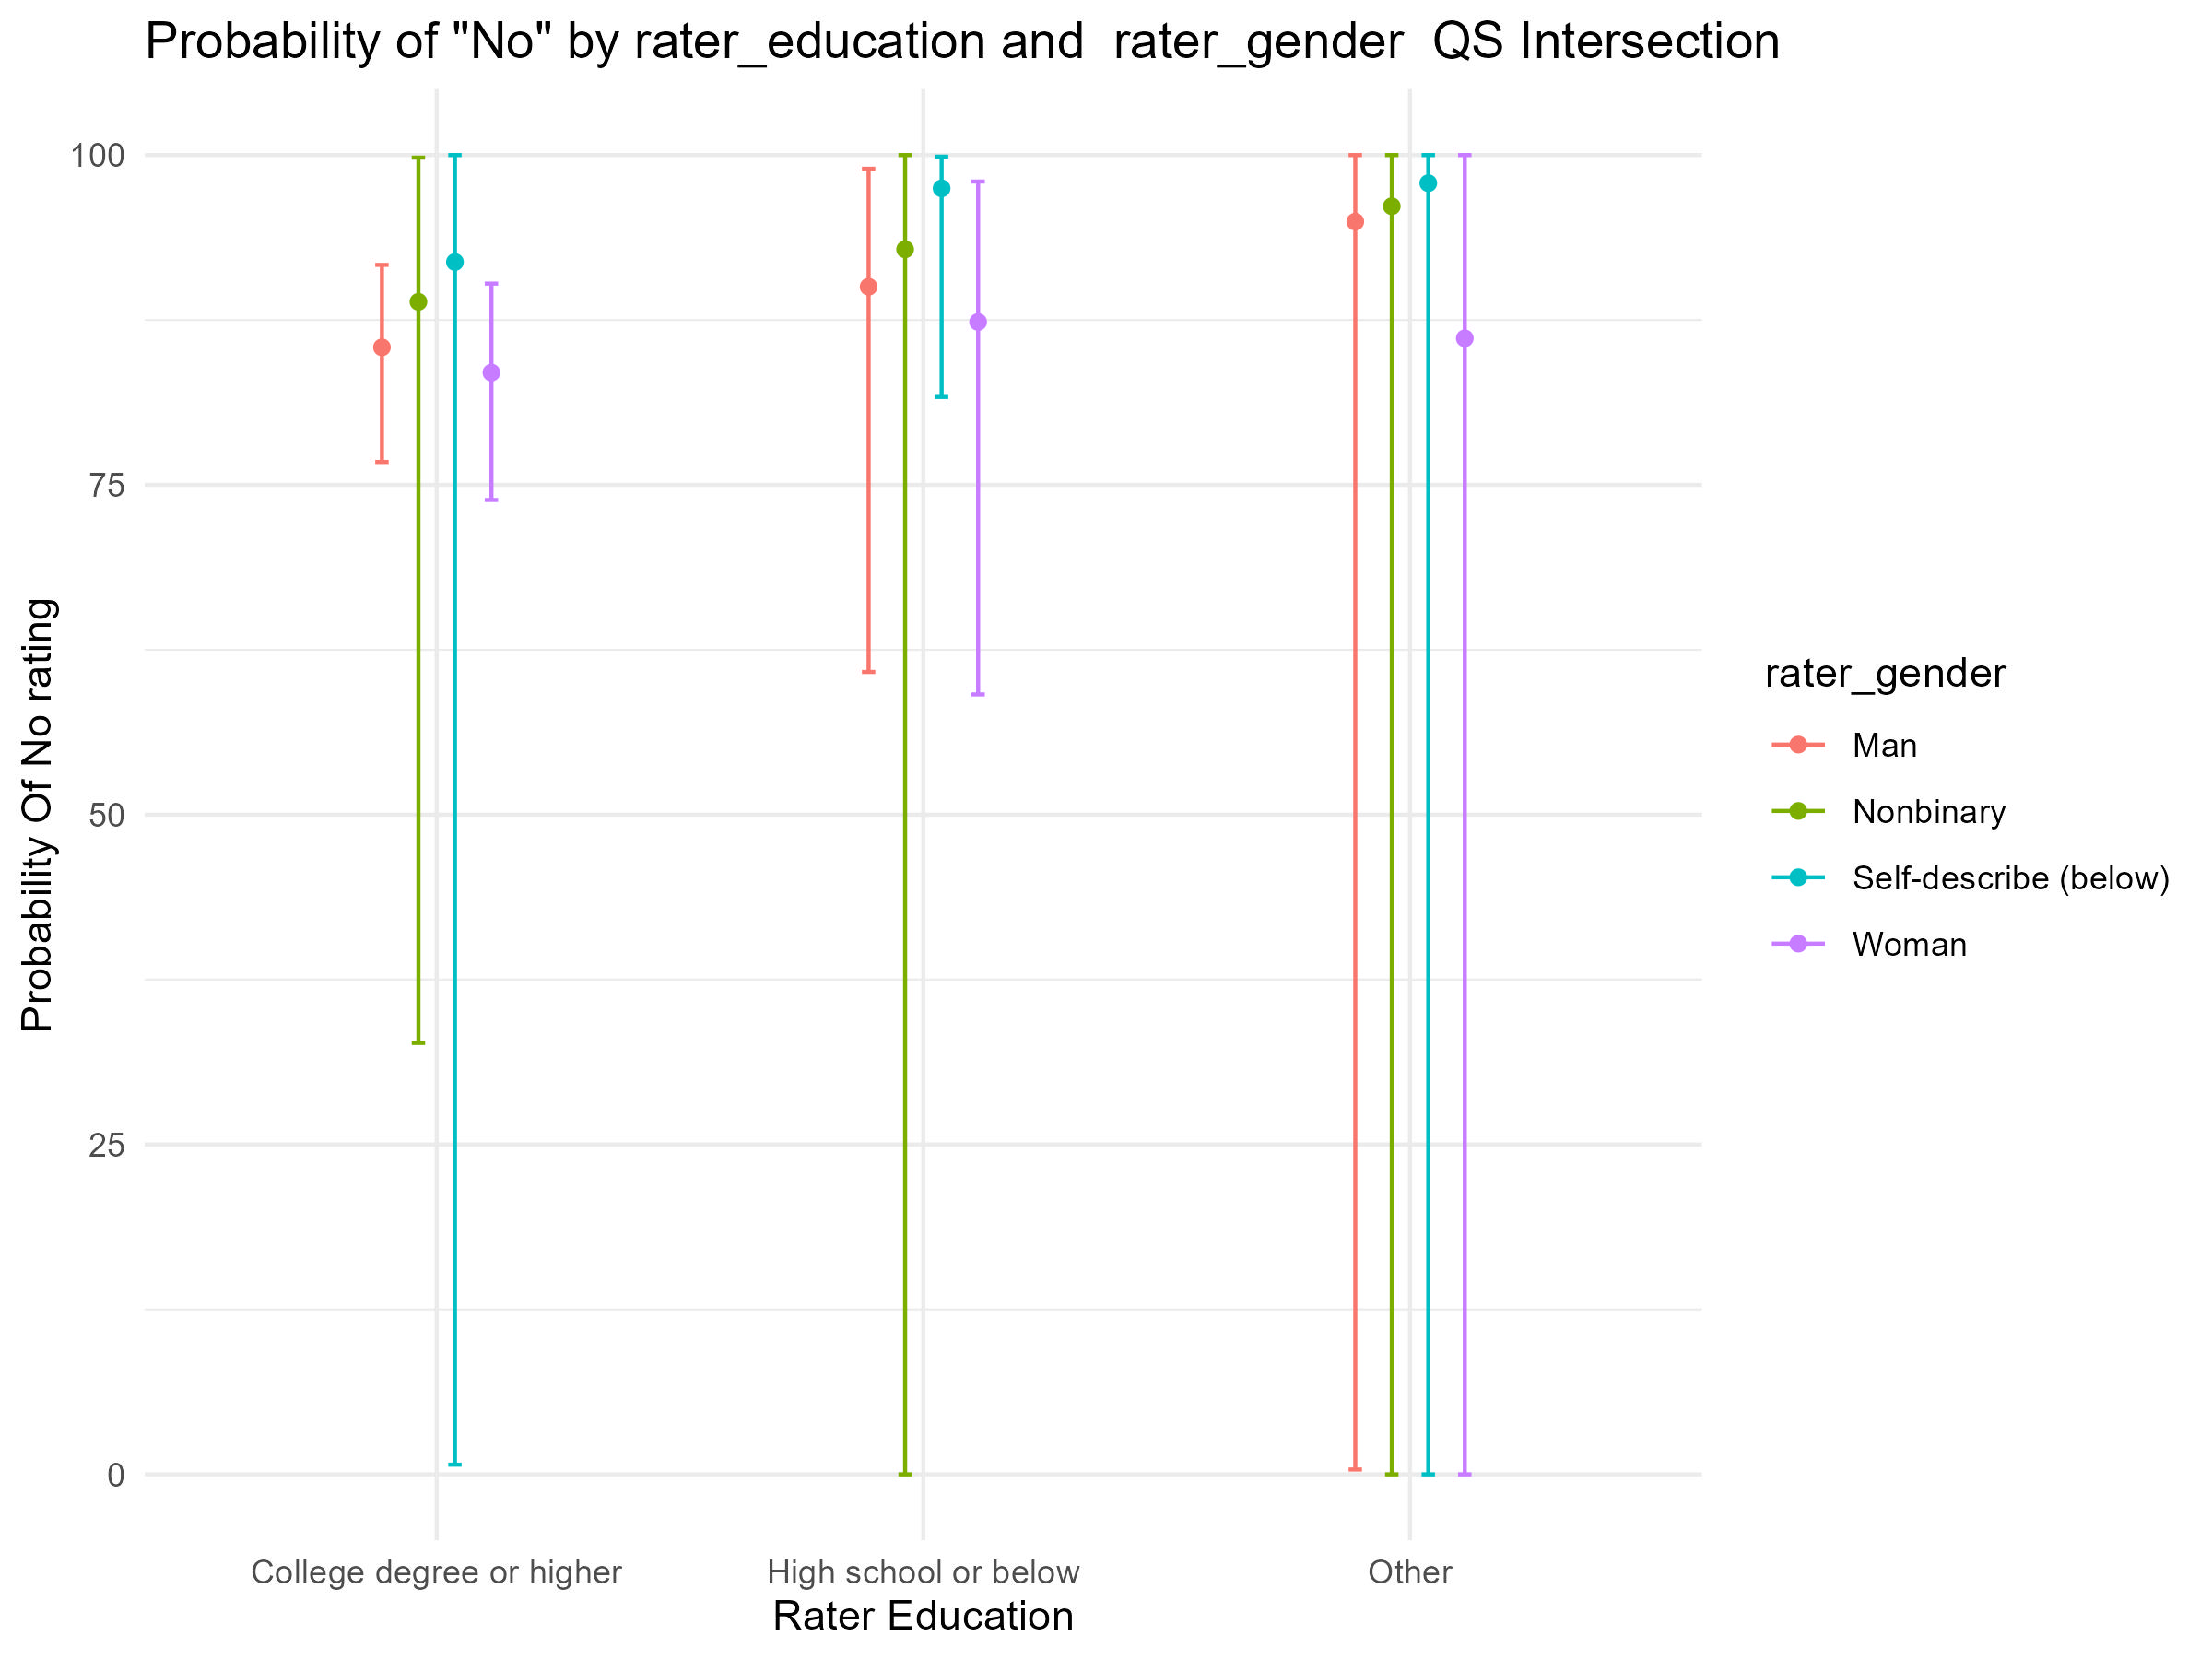 Probability of "No" by rater_education and  rater_gender  QS Intersection
Probability Of No rating
100
75
50
25
0
College degree or higher
High school or below
Other
Rater Education
rater_gender
Man
Nonbinary
Self-describe (below)
Woman